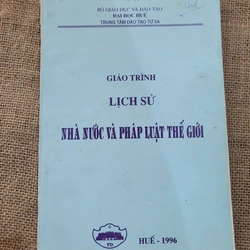 BỘ GIÁO DỤC VÀ ĐÀO TẠO
ĐẠI HỌC HUẾ
TRUNG TÂM ĐÀO TẠO TỪ XA
GIÁO TRÌNH
LỊCH SỬ
NHÀ NƯỚC VÀ PHÁP LUẬT THẾ GIỚI
HUẾ - 1996